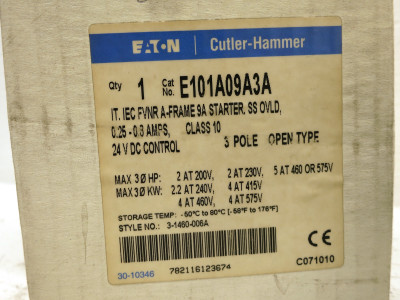 EATON Cutler-Hammer
Qty 1 Cat No. E101A09A3A
IT. IEC FVNR A-FRAME 9A STARTER, SS OVLD,
0.25 - 0.8 AMPS, CLASS 10
24 V DC CONTROL 3 POLE OPEN TYPE
MAX 3Ø HP: 2 AT 200V, 2 AT 230V, 5 AT 460 OR 575V
MAX 3Ø KW: 2.2 AT 240V, 4 AT 415V
4 AT 460V, 4 AT 575V
STORAGE TEMP: -50°C to 80°C [-58°F to 176°F]
STYLE NO.: 3-1460-006A
CE
30-10346 782116123674 C071010